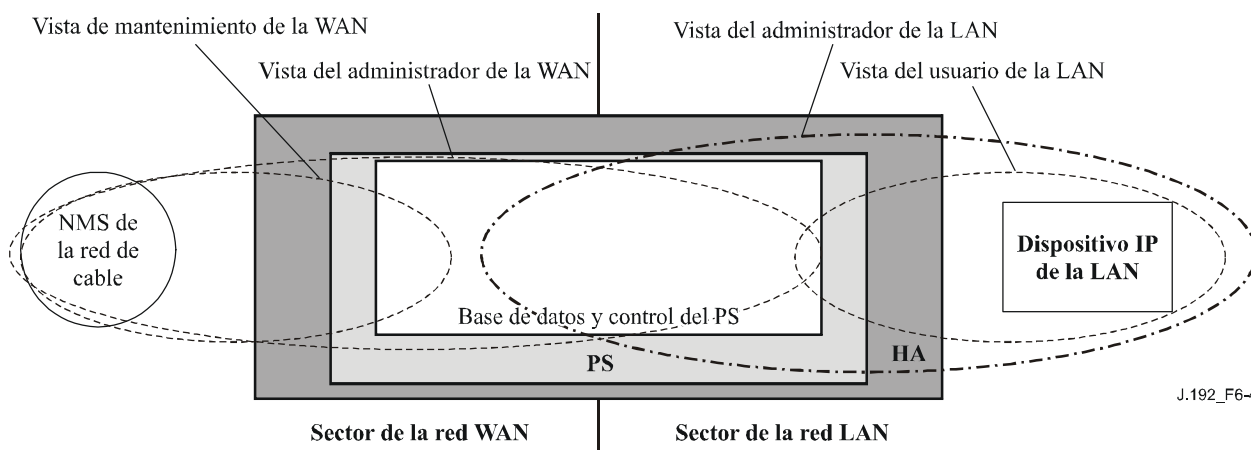 Vista de mantenimiento de la WAN
Vista del administrador de la WAN
Vista del administrador de la LAN
Vista del usuario de la LAN
NMS de
la red de
cable
Dispositivo IP
de la LAN
Base de datos y control del PS
PS
HA
J.192_F6-
Sector de la red WAN
Sector de la red LAN